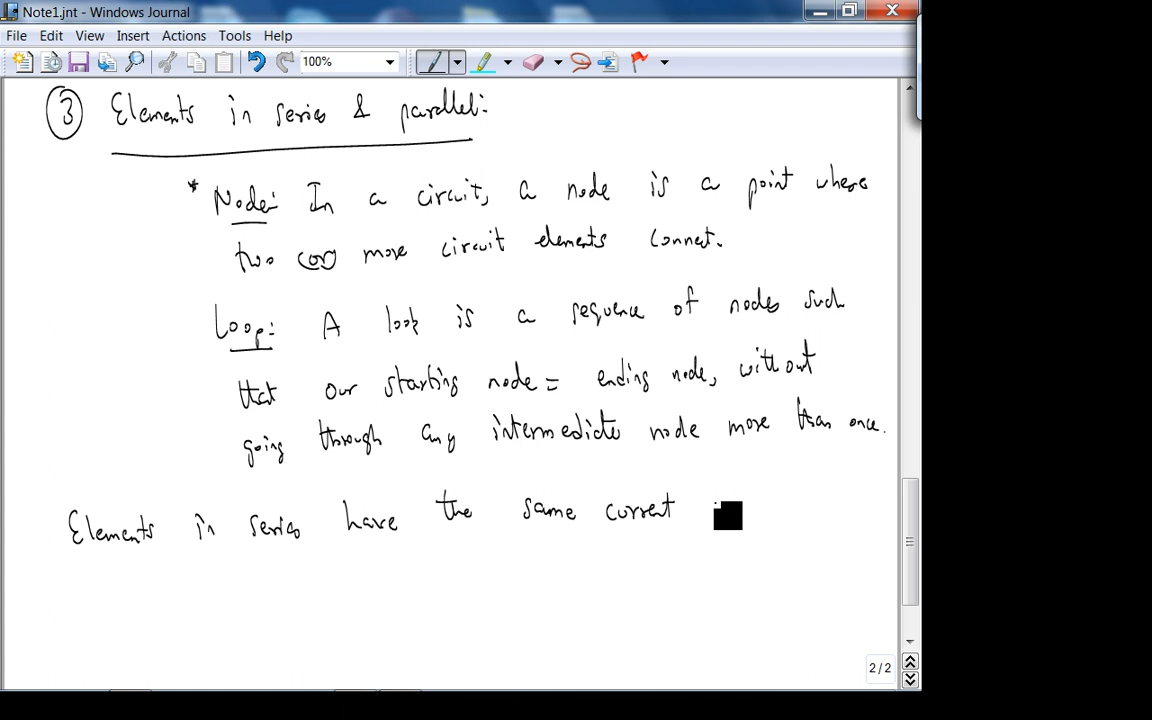 Note1.jnt - Windows Journal
File Edit View Insert Actions Tools Help
100%
3 Elements in series & parallel:
* Node: In a circuit, a node is a point where
two (or) more circuit elements connect.
Loop: A look is a sequence of nodes such
that our starting node = ending node, without
going through any intermediate node more than once.
Elements in series have the same current
2/2